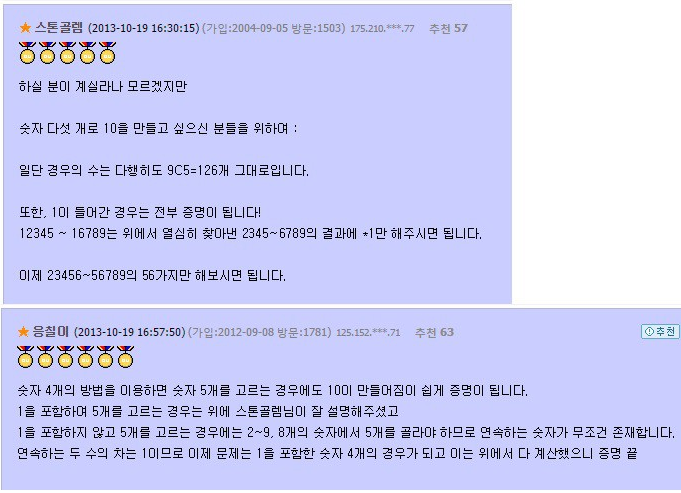 ★ 스톤골렘 (2013-10-19 16:30:15) (가입:2004-09-05 방문:1503) 175.210.***.77 추천 57
하실 분이 계실라나 모르겠지만
숫자 다섯 개로 10을 만들고 싶으신 분들을 위하여 :
일단 경우의 수는 다행히도 9C5=126개 그대로입니다.
또한, 1이 들어간 경우는 전부 증명이 됩니다!
12345 ~ 16789는 위에서 열심히 찾아낸 2345~6789의 결과에 *1만 해주시면 됩니다.
이제 23456~56789의 56가지만 해보시면 됩니다.
★ 응칠이 (2013-10-19 16:57:50) (가입:2012-09-08 방문:1781) 125.152.***.71 추천 63
추천
숫자 4개의 방법을 이용하면 숫자 5개를 고르는 경우에도 10이 만들어짐이 쉽게 증명이 됩니다.
1을 포함하여 5개를 고르는 경우는 위에 스톤골렘님이 잘 설명해주셨고
1을 포함하지 않고 5개를 고르는 경우에는 2~9, 8개의 숫자에서 5개를 골라야 하므로 연속하는 숫자가 무조건 존재합니다.
연속하는 두 수의 차는 1이므로 이제 문제는 1을 포함한 숫자 4개의 경우가 되고 이는 위에서 다 계산했으니 증명 끝